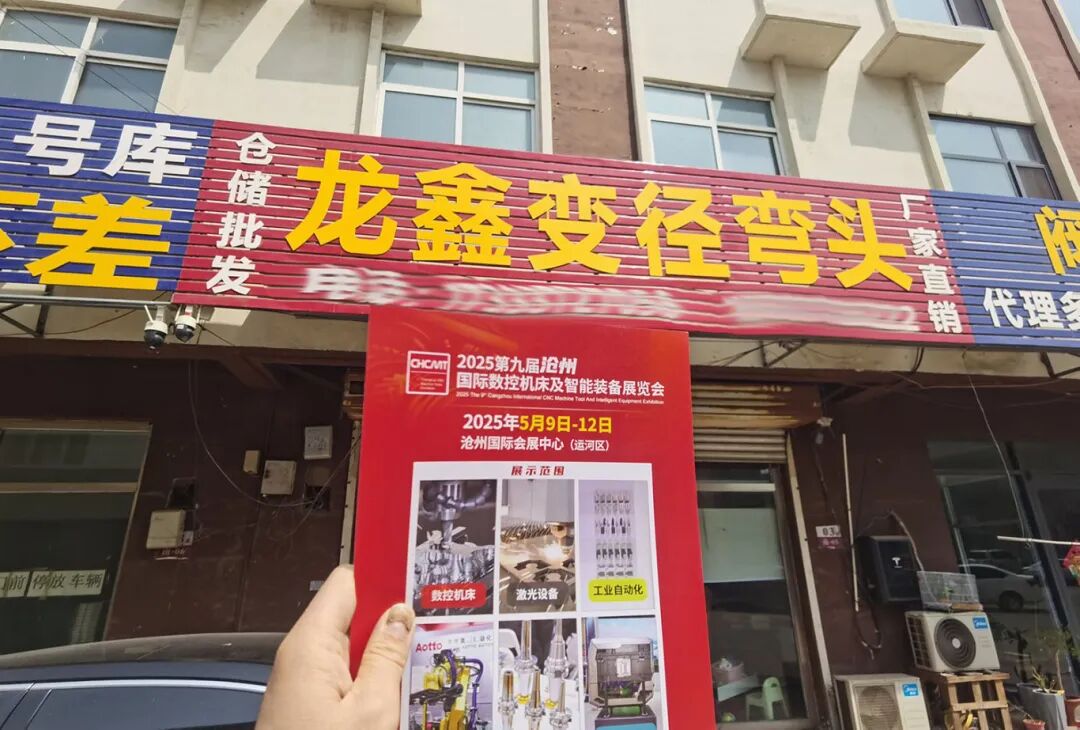 号库
差
仓储批发
龙鑫变径弯头
厂家直销
阀
代理多
CHCMT
2025第九届沧州
国际数控机床及智能装备展览会
2025 The 9th Cangzhou International CNC Machine Tool And Intelligent Equipment Exhibition
2025年5月9日-12日
沧州国际会展中心（运河区）
展示范围
数控机床
激光设备
工业自动化
Aotto
前停放车辆
Midea